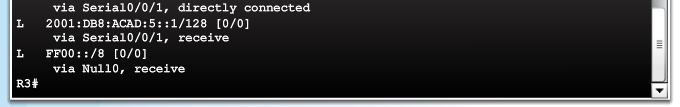 via Serial0/0/1, directly connected
L   2001:DB8:ACAD:5::1/128 [0/0]
     via Serial0/0/1, receive
L   FF00::/8 [0/0]
     via Null0, receive
R3#